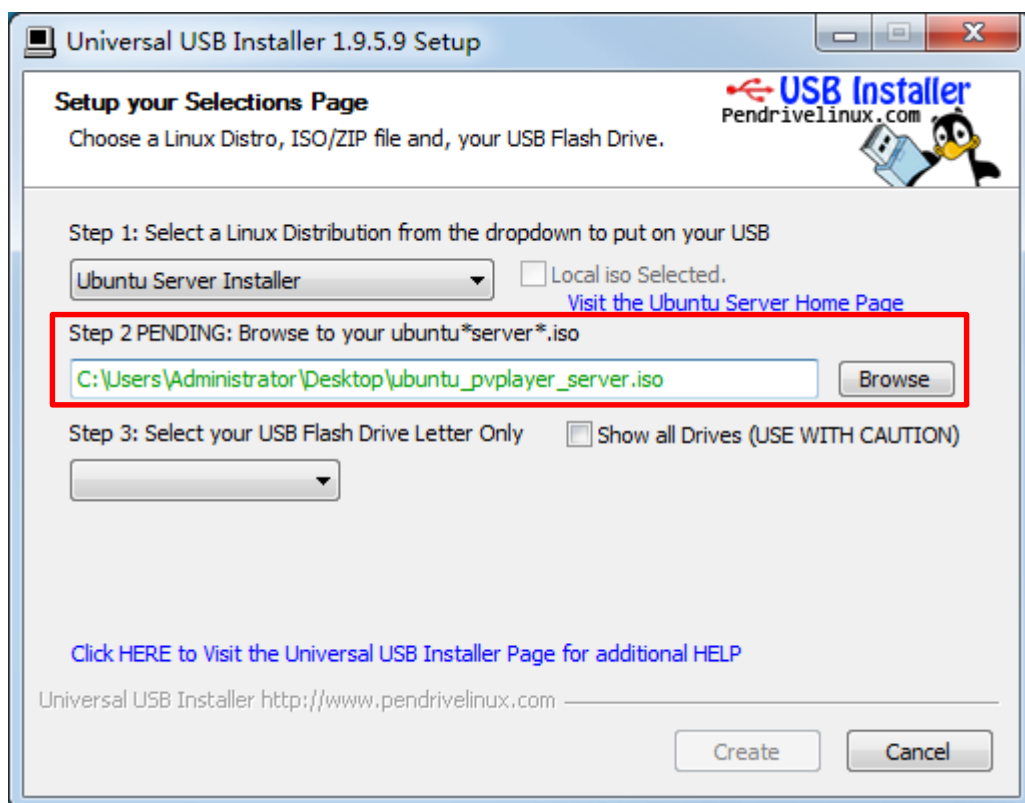 Universal USB Installer 1.9.5.9 Setup
Setup your Selections Page
Choose a Linux Distro, ISO/ZIP file and, your USB Flash Drive.
USB Installer
Pendrivelinux.com
Step 1: Select a Linux Distribution from the dropdown to put on your USB
Ubuntu Server Installer
Local iso Selected.
Visit the Ubuntu Server Home Page
Step 2 PENDING: Browse to your ubuntu*server*.iso
C:\Users\Administrator\Desktop\ubuntu_pvplayer_server.iso
Browse
Step 3: Select your USB Flash Drive Letter Only
Show all Drives (USE WITH CAUTION)
Click HERE to Visit the Universal USB Installer Page for additional HELP
Universal USB Installer http://www.pendrivelinux.com
Create
Cancel